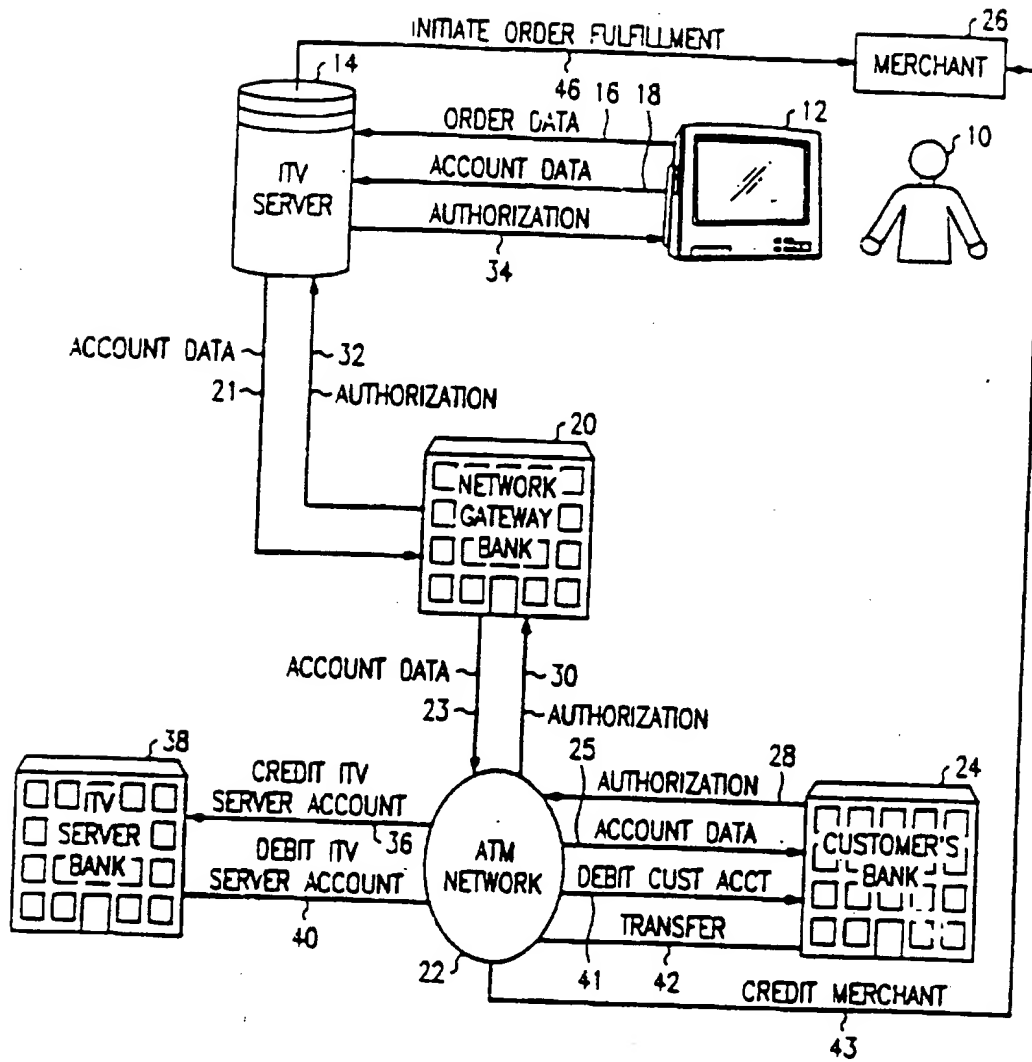 INITIATE ORDER FULFILLMENT
46
26
MERCHANT
14
ITV
SERVER
ORDER DATA
16
18
ACCOUNT DATA
AUTHORIZATION
34
12
10
ACCOUNT DATA
21
32
AUTHORIZATION
20
NETWORK
GATEWAY
BANK
ACCOUNT DATA
23
30
AUTHORIZATION
38
ITV
SERVER
BANK
CREDIT ITV
SERVER ACCOUNT
36
DEBIT ITV
SERVER ACCOUNT
40
ATM
NETWORK
22
25
AUTHORIZATION
28
ACCOUNT DATA
DEBIT CUST ACCT
41
TRANSFER
42
24
CUSTOMER'S
BANK
CREDIT MERCHANT
43